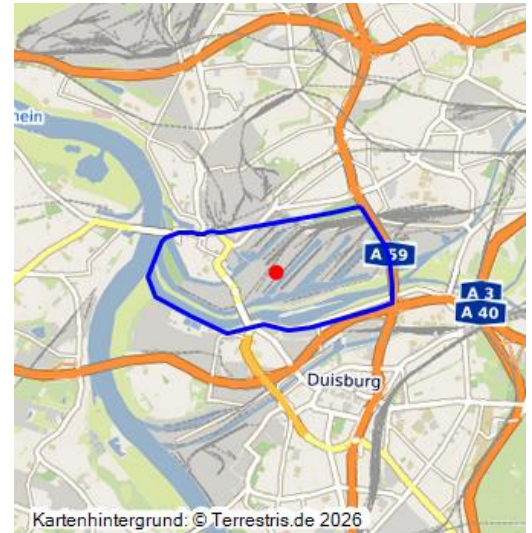 hein
A 59
A 3
A 40
Duisburg
Kartenhintergrund: © Terrestris.de 2026